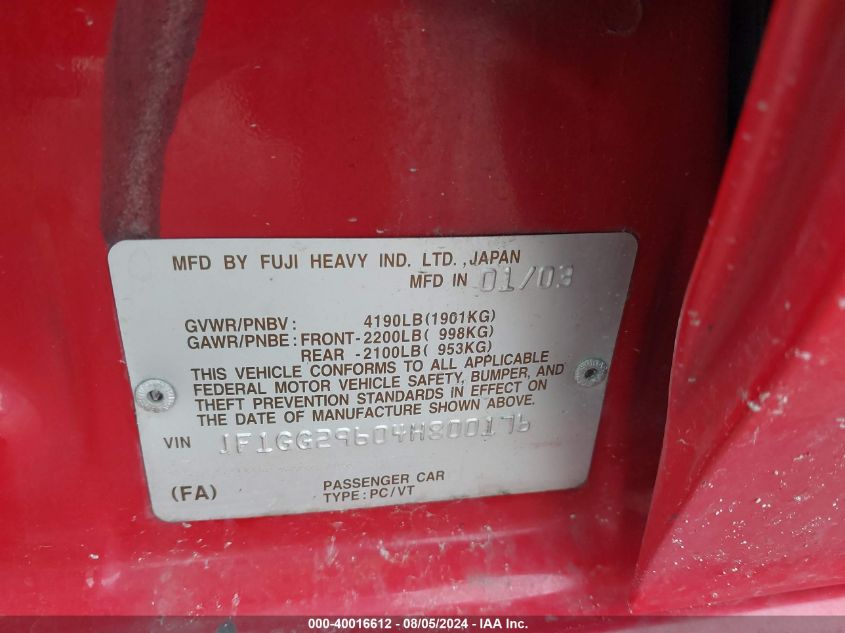 MFD BY FUJI HEAVY IND. LTD.,JAPAN
MFD IN 01/03
GVWR/PNBV: 4190LB(1901KG)
GAWR/PNBE: FRONT-2200LB( 998KG)
REAR -2100LB( 953KG)
THIS VEHICLE CONFORMS TO ALL APPLICABLE
FEDERAL MOTOR VEHICLE SAFETY, BUMPER, AND
THEFT PREVENTION STANDARDS IN EFFECT ON
THE DATE OF MANUFACTURE SHOWN ABOVE.
VIN JF1GG29604H800176
(FA) PASSENGER CAR
TYPE: PC/VT
000-40016612 - 08/05/2024 - IAA Inc.